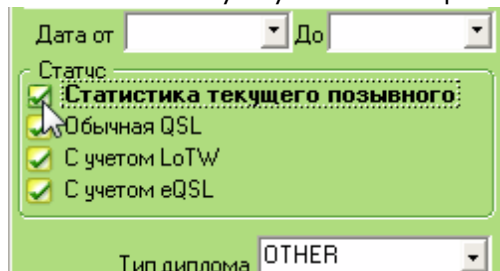 Дата от До
Статус
Статистика текущего позывного
Обычная QSL
С учетом LoTW
С учетом eQSL
Тип диплома OTHER